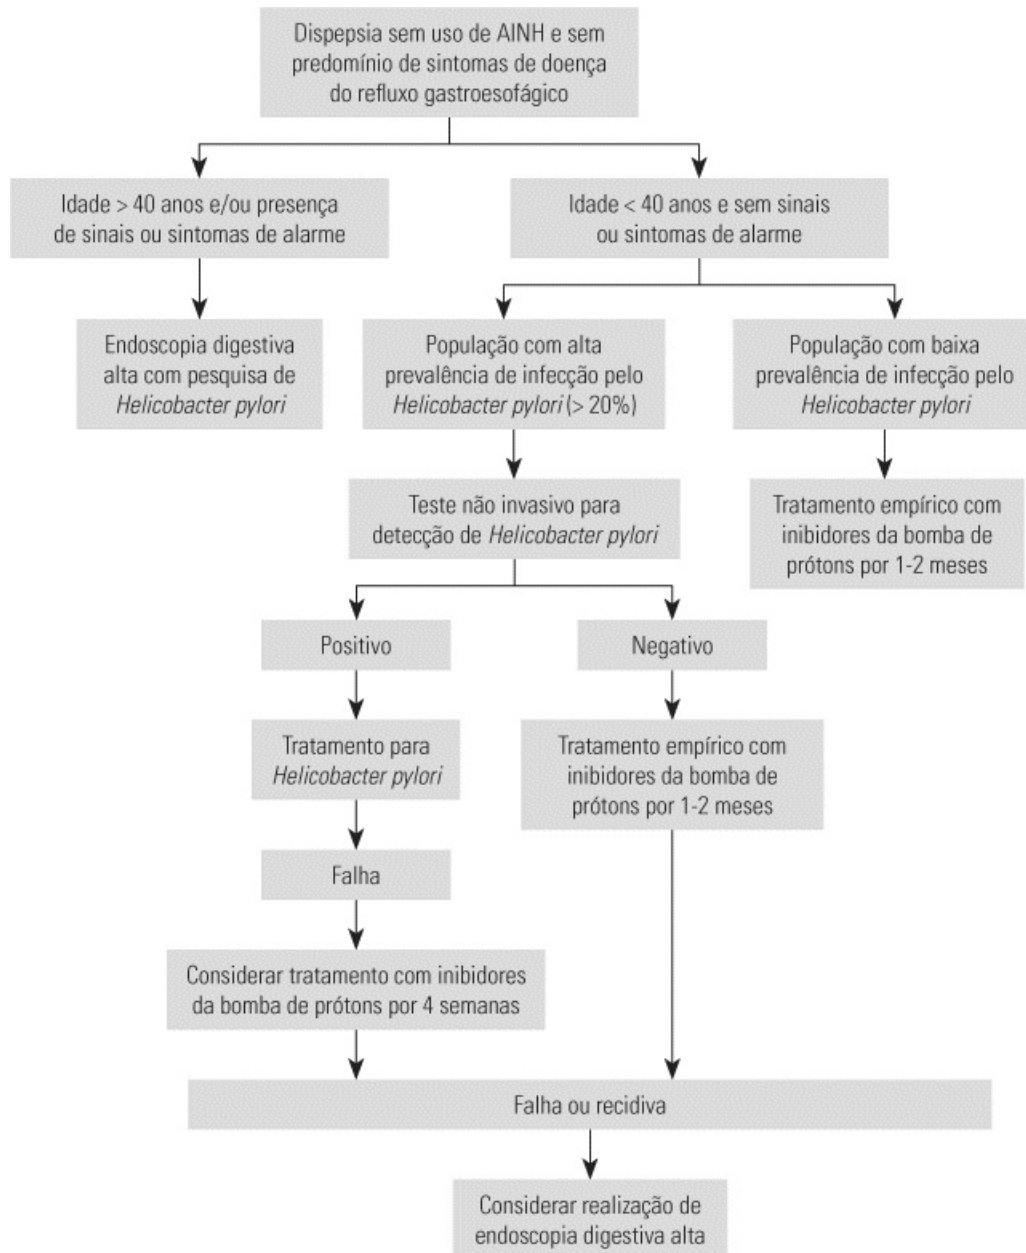 Dispepsia sem uso de AINH e sem
predomínio de sintomas de doença
do refluxo gastroesofágico
Idade > 40 anos e/ou presença
de sinais ou sintomas de alarme
Idade < 40 anos e sem sinais
ou sintomas de alarme
Endoscopia digestiva
alta com pesquisa de
Helicobacter pylori
População com alta
prevalência de infecção pelo
Helicobacter pylori (> 20%)
População com baixa
prevalência de infecção pelo
Helicobacter pylori
Teste não invasivo para
detecção de Helicobacter pylori
Tratamento empírico com
inibidores da bomba de
prótons por 1-2 meses
Positivo
Negativo
Tratamento para
Helicobacter pylori
Tratamento empírico com
inibidores da bomba de
prótons por 1-2 meses
Falha
Considerar tratamento com inibidores
da bomba de prótons por 4 semanas
Falha ou recidiva
Considerar realização de
endoscopia digestiva alta